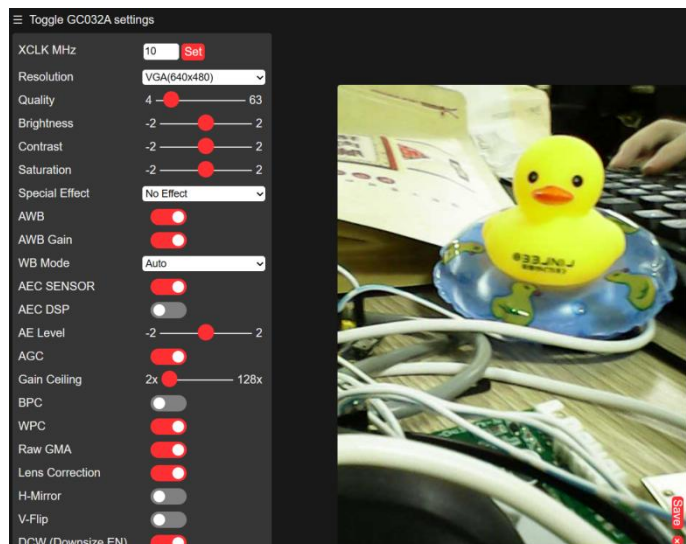 ☰ Toggle GC032A settings
XCLK MHz 10 Set
Resolution VGA(640x480)
Quality 4 63
Brightness -2 2
Contrast -2 2
Saturation -2 2
Special Effect No Effect
AWB
AWB Gain
WB Mode Auto
AEC SENSOR
AEC DSP
AE Level -2 2
AGC
Gain Ceiling 2x 128x
BPC
WPC
Raw GMA
Lens Correction
H-Mirror
V-Flip
DCW (Downsize EN)
Save
×